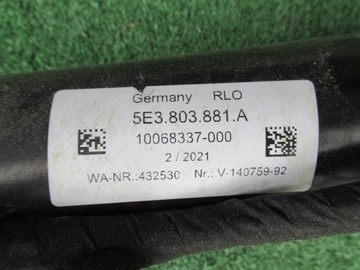 Germany RLO
5E3.803.881.A
10068337-000
2 / 2021
WA-NR.:432530 Nr.: V-140759-92